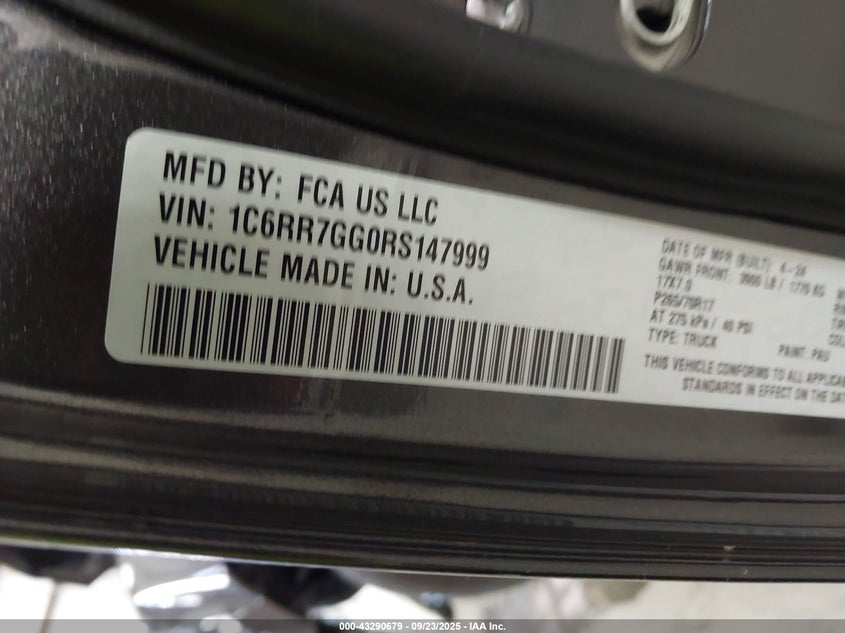 MFD BY: FCA US LLC
VIN: 1C6RR7GG0RS147999
VEHICLE MADE IN: U.S.A.
DATE OF MFR (BUILT): 4-24
GAWR FRONT: 3900 LB / 1770 KG
17X7.0
P265/70R17
AT 275 kPa / 40 PSI
TYPE: TRUCK
PAINT: PAU
THIS VEHICLE CONFORMS TO ALL APPLICA
STANDARDS IN EFFECT ON THE DAT
000-43290679 - 09/23/2025 - IAA Inc.